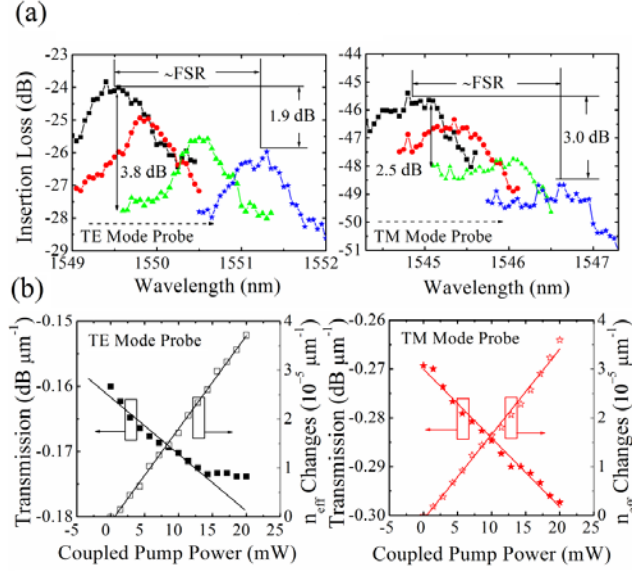 (a)
Insertion Loss (dB)
-23
-24
-25
-26
-27
-28
-29
~FSR
1.9 dB
3.8 dB
TE Mode Probe
1549
1550
1551
1552
Wavelength (nm)
-44
-45
-46
-47
-48
-49
-50
-51
~FSR
3.0 dB
2.5 dB
TM Mode Probe
1545
1546
1547
Wavelength (nm)
(b)
Transmission (dB μm⁻¹)
-0.15
-0.16
-0.17
-0.18
TE Mode Probe
4
3
2
1
0
n_eff Changes (10⁻⁵ μm⁻¹)
-5
0
5
10
15
20
25
Coupled Pump Power (mW)
Transmission (dB μm⁻¹)
-0.26
-0.27
-0.28
-0.29
-0.30
TM Mode Probe
4
3
2
1
0
n_eff Changes (10⁻⁵ μm⁻¹)
-5
0
5
10
15
20
25
Coupled Pump Power (mW)